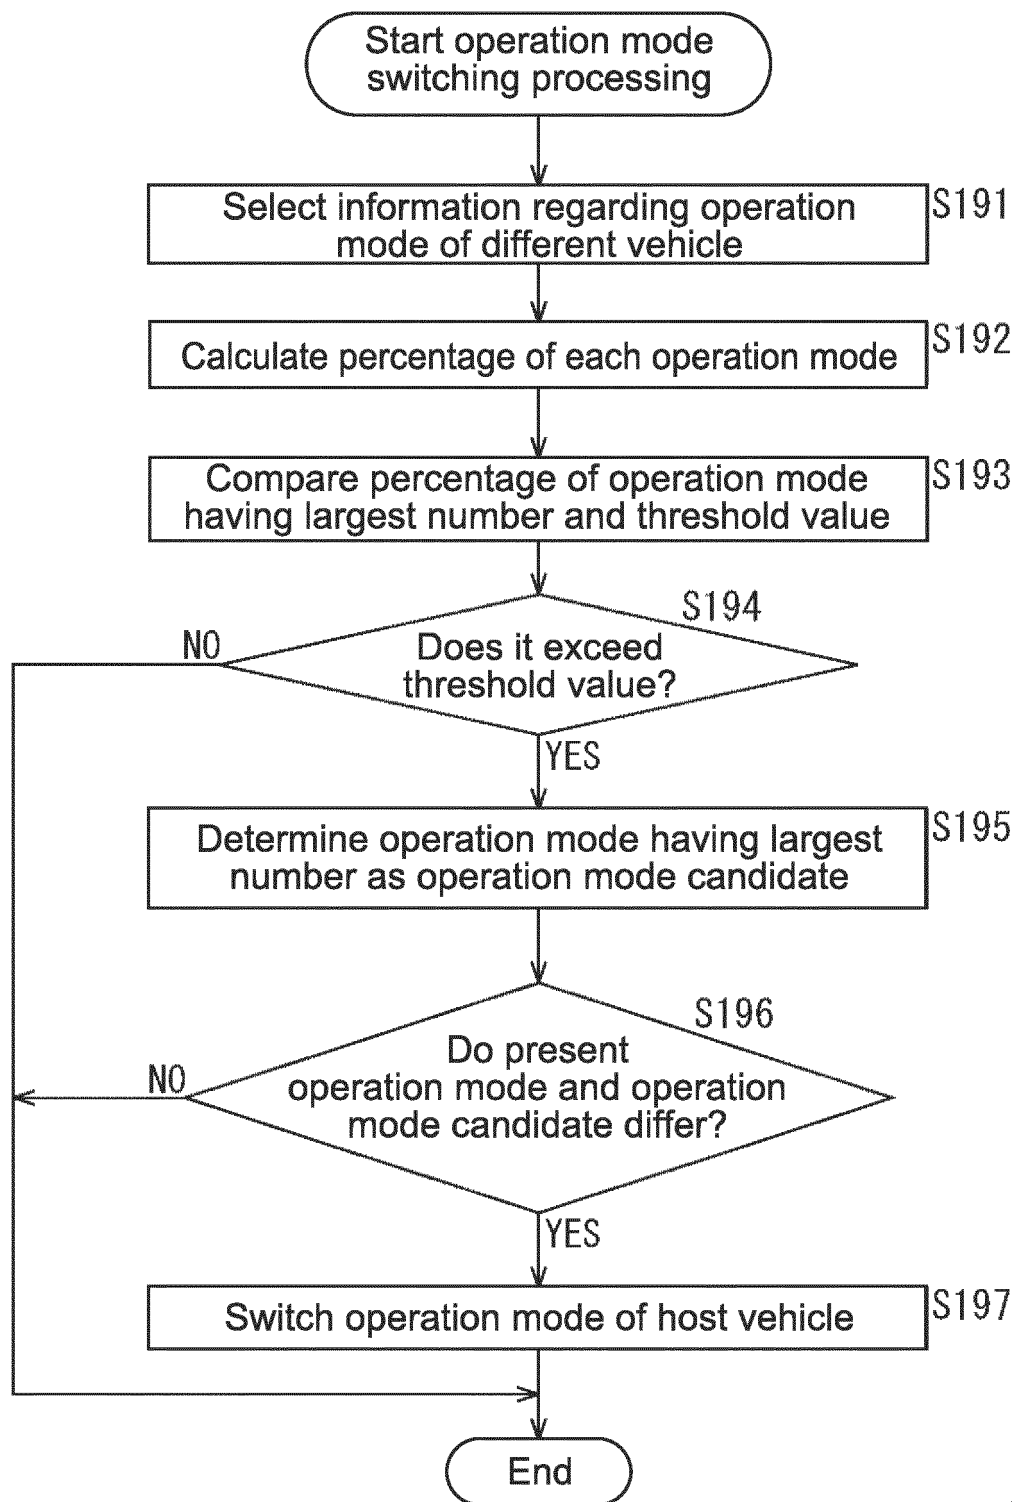 Start operation mode
switching processing
S191
Select information regarding operation
mode of different vehicle
S192
Calculate percentage of each operation mode
S193
Compare percentage of operation mode
having largest number and threshold value
S194
NO
Does it exceed
threshold value?
YES
S195
Determine operation mode having largest
number as operation mode candidate
S196
Do present
NO
operation mode and operation
mode candidate differ?
YES
S197
Switch operation mode of host vehicle
End